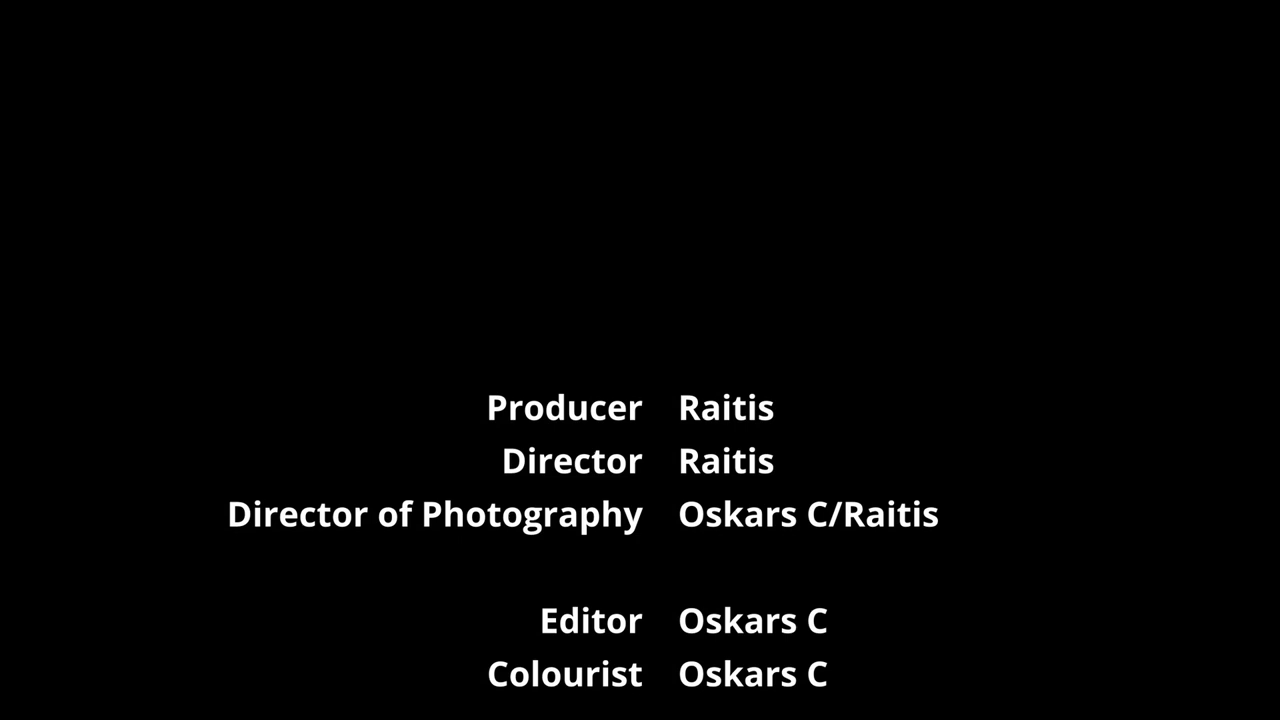 Producer Raitis
Director Raitis
Director of Photography Oskars C/Raitis
Editor Oskars C
Colourist Oskars C